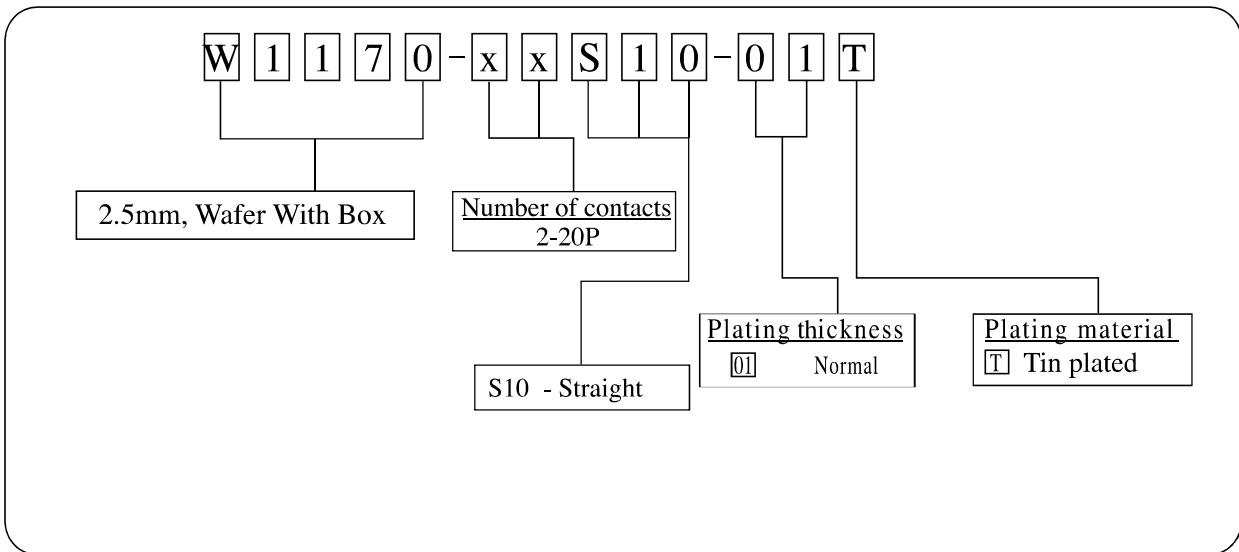 W1170-xxS10-01T
2.5mm, Wafer With Box
Number of contacts
2-20P
Plating thickness
01 Normal
Plating material
T Tin plated
S10 - Straight